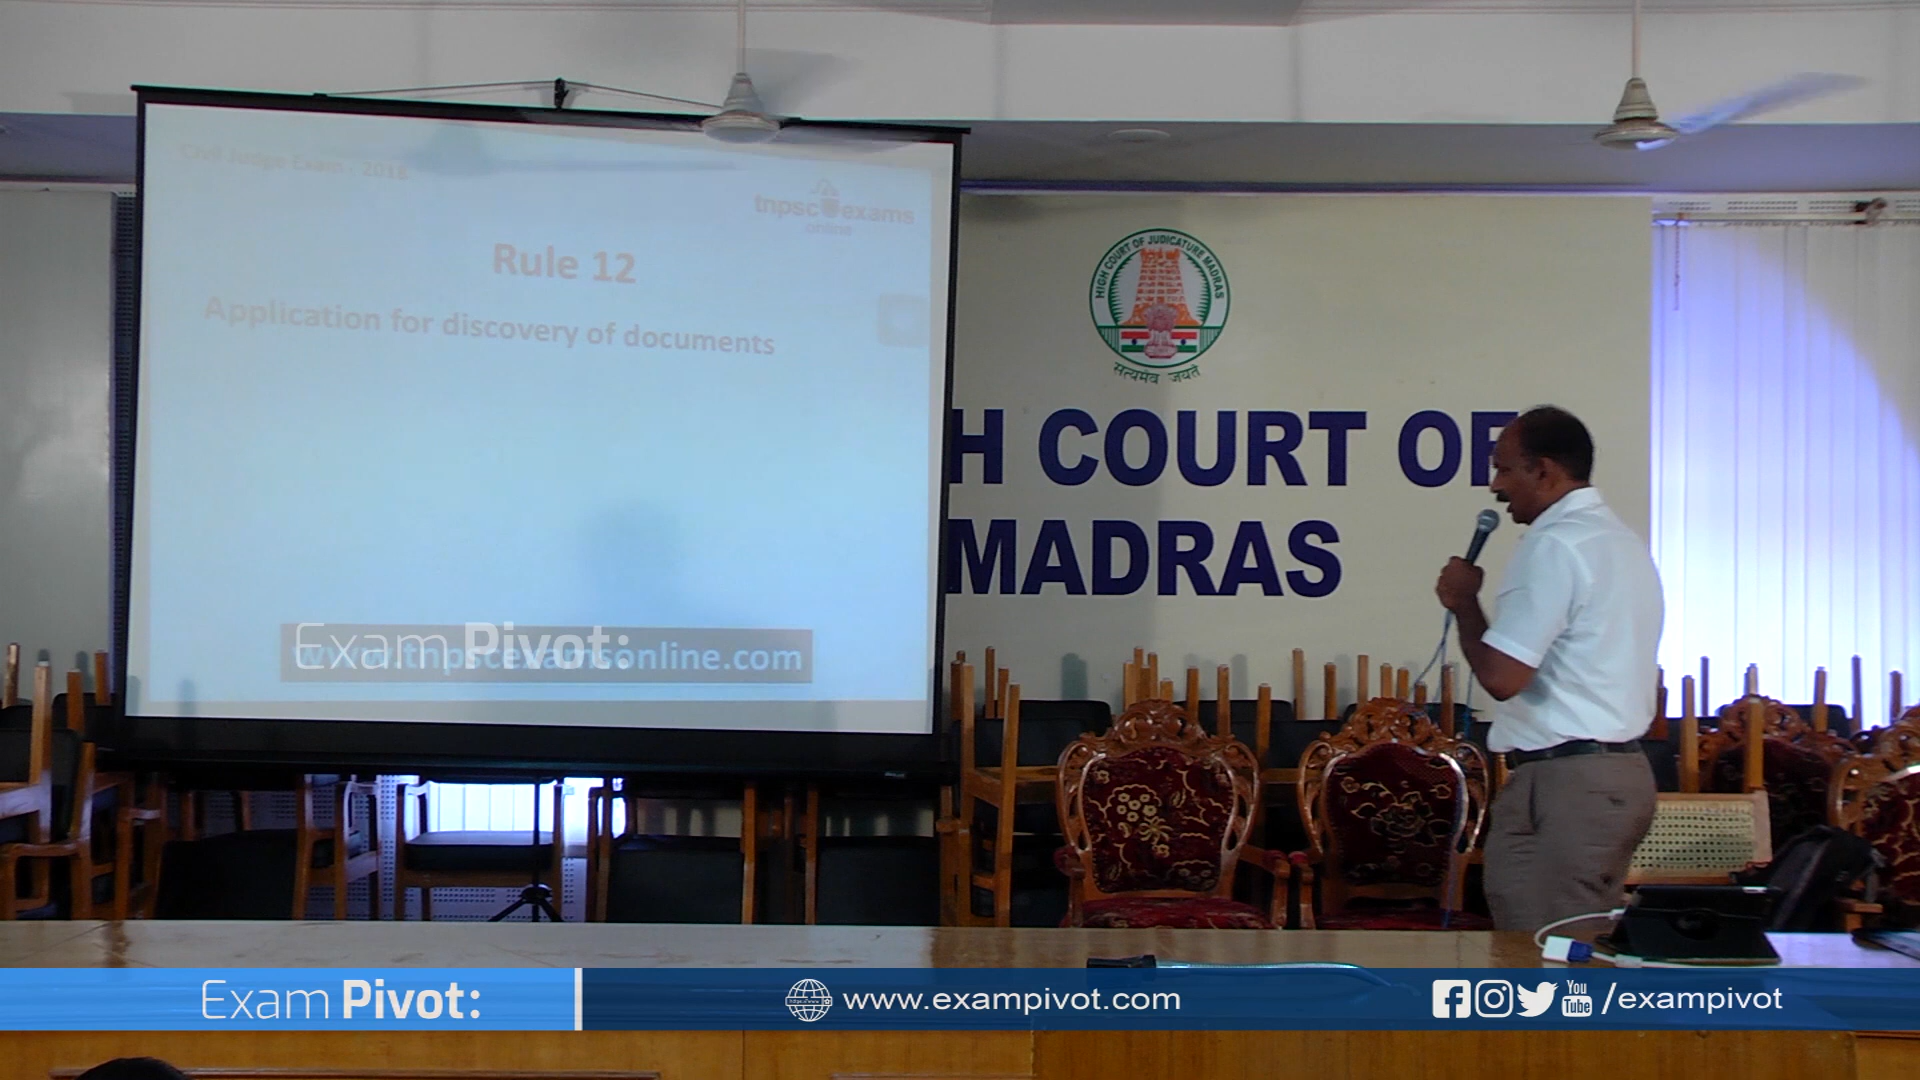 Civil Judge Exam - 2018
tnpsc exams
online
Rule 12
Application for discovery of documents
Exam Pivot:
www.tnpscexamsonline.com
HIGH COURT OF JUDICATURE MADRAS
सत्यमेव जयते
H COURT OF
MADRAS
Exam Pivot:
www.exampivot.com
You
Tube
/exampivot